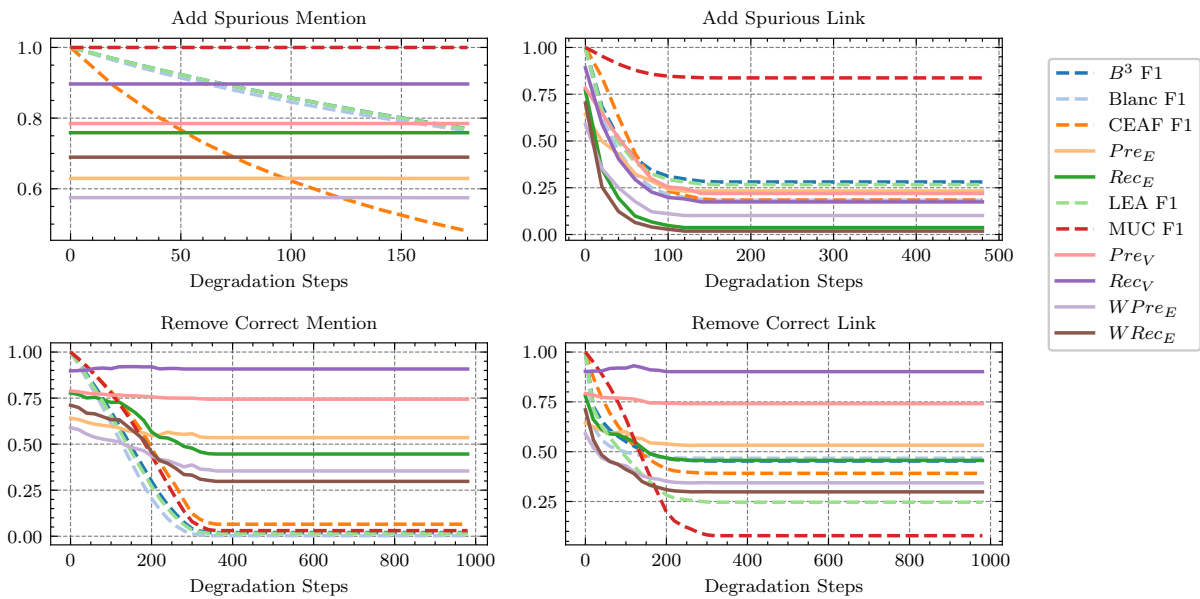 Add Spurious Mention
1.0
0.8
0.6
0
50
100
150
Degradation Steps
Add Spurious Link
1.00
0.75
0.50
0.25
0.00
0
100
200
300
400
500
Degradation Steps
Remove Correct Mention
1.00
0.75
0.50
0.25
0.00
0
200
400
600
800
1000
Degradation Steps
Remove Correct Link
1.00
0.75
0.50
0.25
0
200
400
600
800
1000
Degradation Steps
B³ F1
Blanc F1
CEAF F1
Pre_E
Rec_E
LEA F1
MUC F1
Pre_V
Rec_V
WPre_E
WRec_E